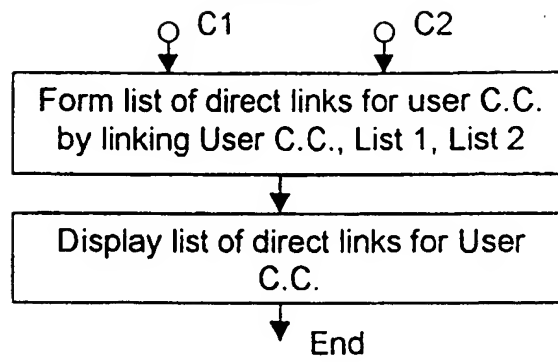 C1 C2
Form list of direct links for user C.C.
by linking User C.C., List 1, List 2
Display list of direct links for User
C.C.
End